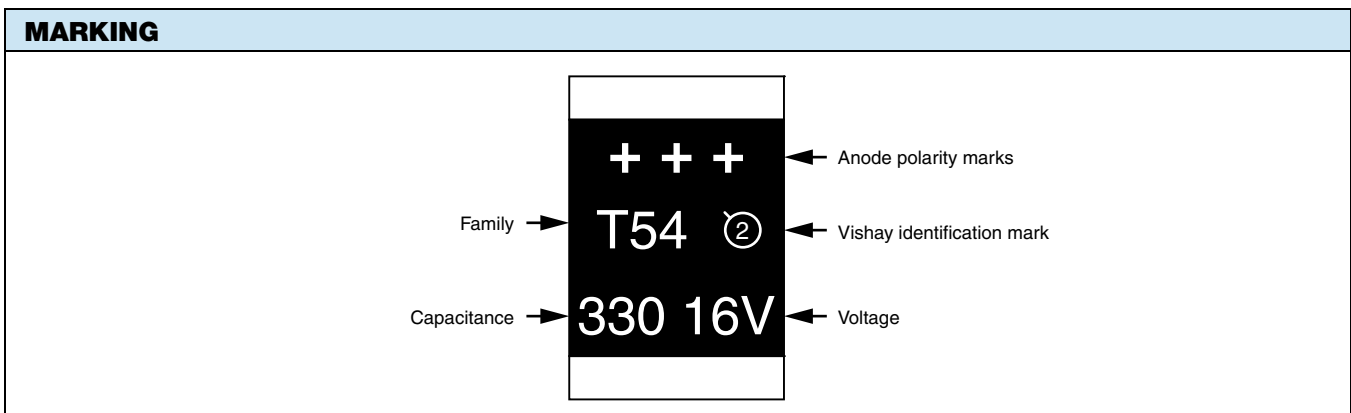 MARKING
+ + +
Anode polarity marks
Family
T54 2
Vishay identification mark
Capacitance
330 16V
Voltage